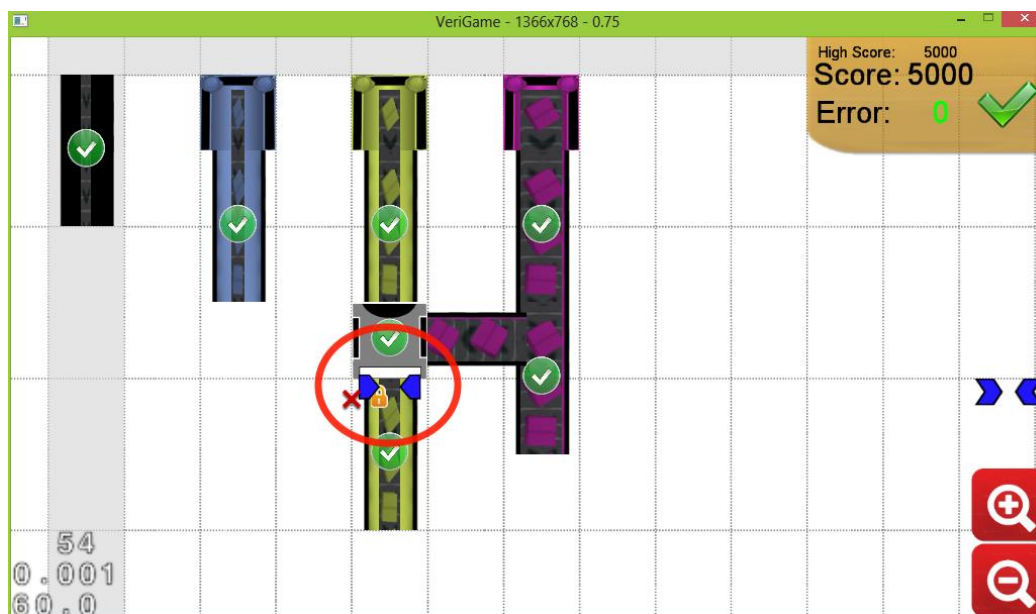 VeriGame - 1366x768 - 0.75
High Score: 5000
Score: 5000
Error: 0
54
0.001
60.0